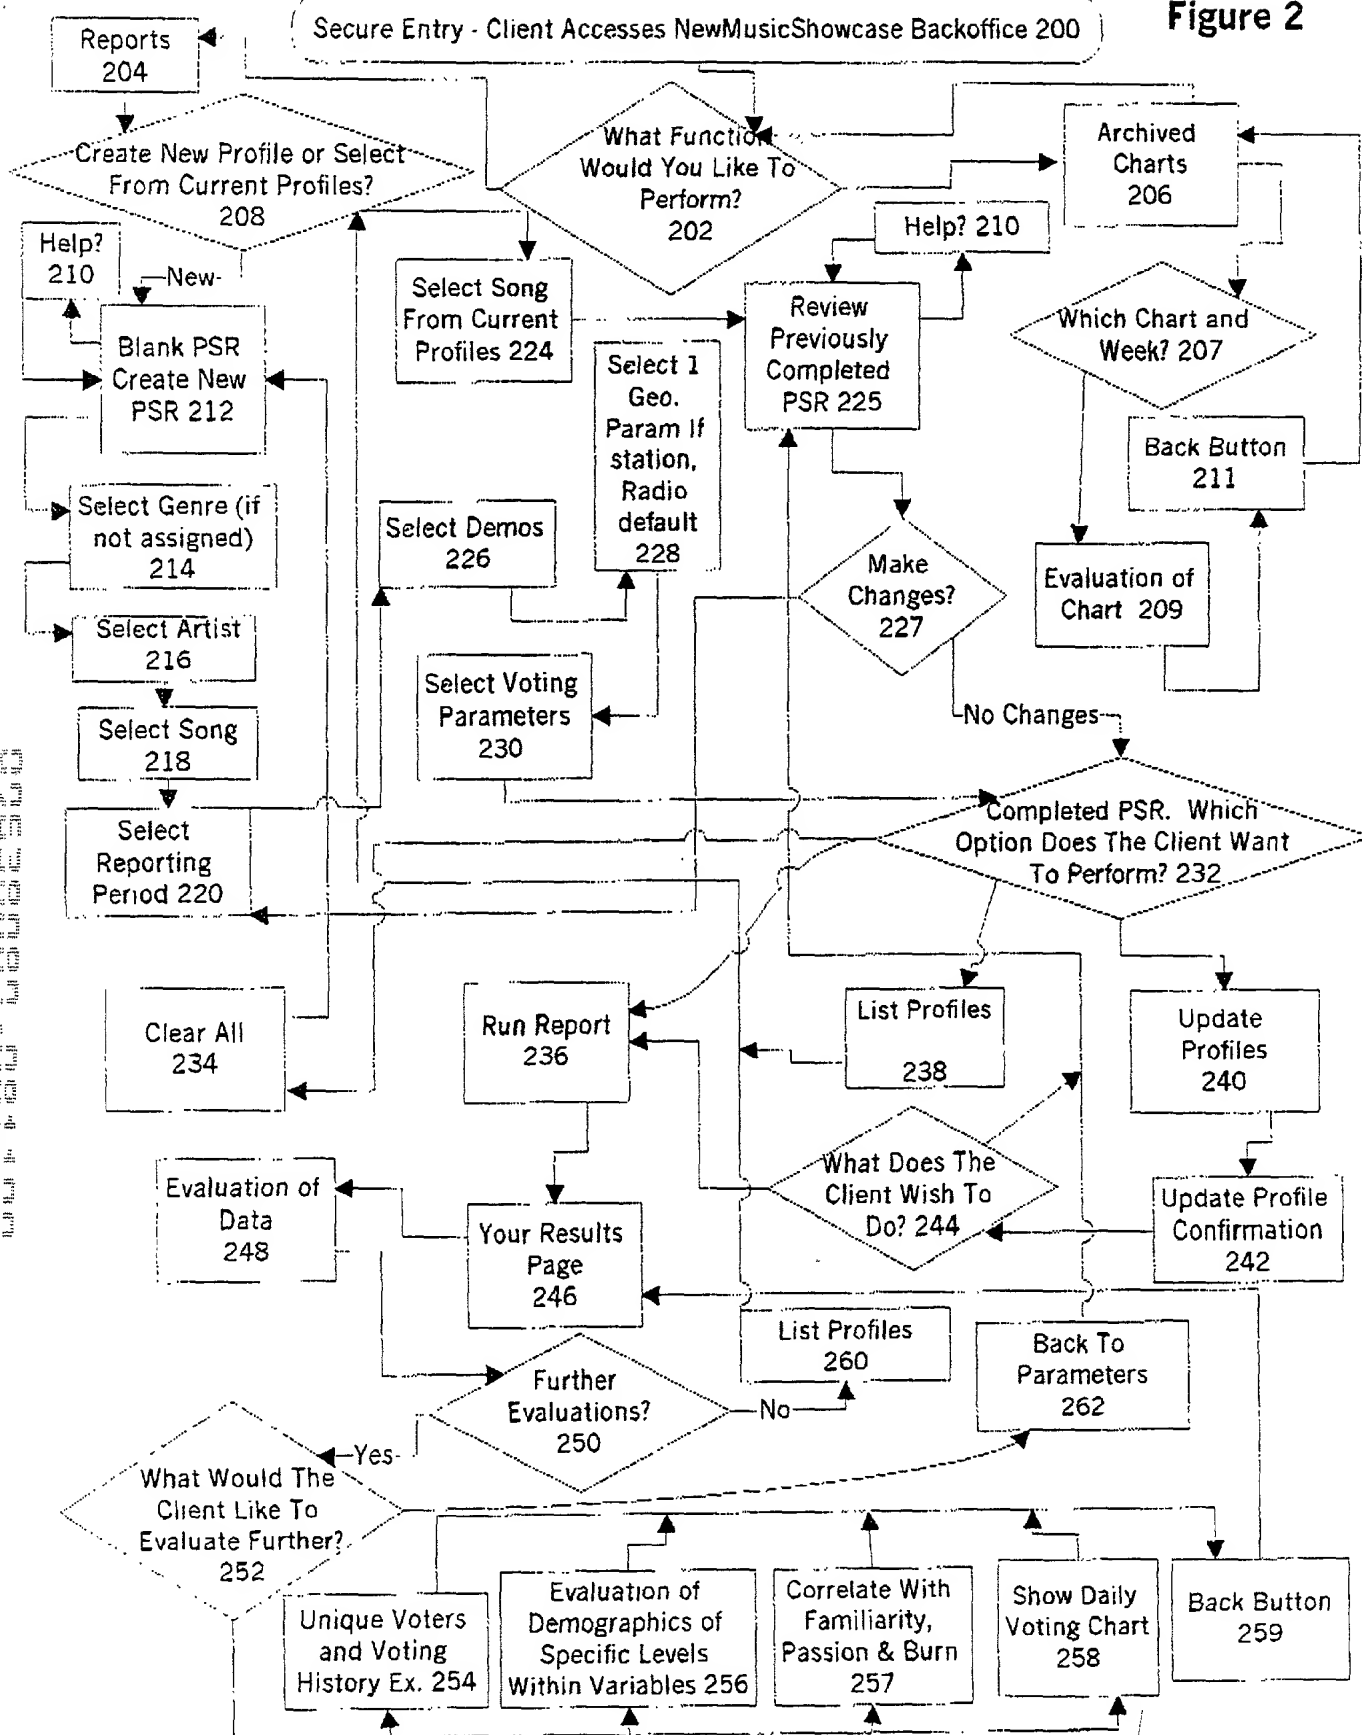 Figure 2
Secure Entry - Client Accesses NewMusicShowcase Backoffice 200
Reports
204
What Function
Would You Like To
Perform?
202
Archived
Charts
206
Create New Profile or Select
From Current Profiles?
208
Help?
210
New
Help? 210
Select Song
From Current
Profiles 224
Review
Previously
Completed
PSR 225
Which Chart and
Week? 207
Blank PSR
Create New
PSR 212
Select 1
Geo.
Param If
station,
Radio
default
228
Back Button
211
Select Genre (if
not assigned)
214
Select Demos
226
Make
Changes?
227
Evaluation of
Chart 209
Select Artist
216
Select Voting
Parameters
230
No Changes
Select Song
218
Select
Reporting
Period 220
Completed PSR. Which
Option Does The Client Want
To Perform? 232
Clear All
234
Run Report
236
List Profiles
238
Update
Profiles
240
Evaluation of
Data
248
Your Results
Page
246
What Does The
Client Wish To
Do? 244
Update Profile
Confirmation
242
List Profiles
260
Back To
Parameters
262
Further
Evaluations?
250
No
Yes
What Would The
Client Like To
Evaluate Further?
252
Unique Voters
and Voting
History Ex. 254
Evaluation of
Demographics of
Specific Levels
Within Variables 256
Correlate With
Familiarity,
Passion & Burn
257
Show Daily
Voting Chart
258
Back Button
259